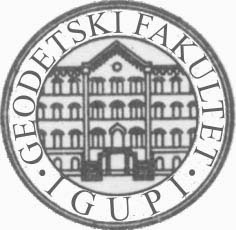 GEODETSKI FAKULTET
· I G U P I ·